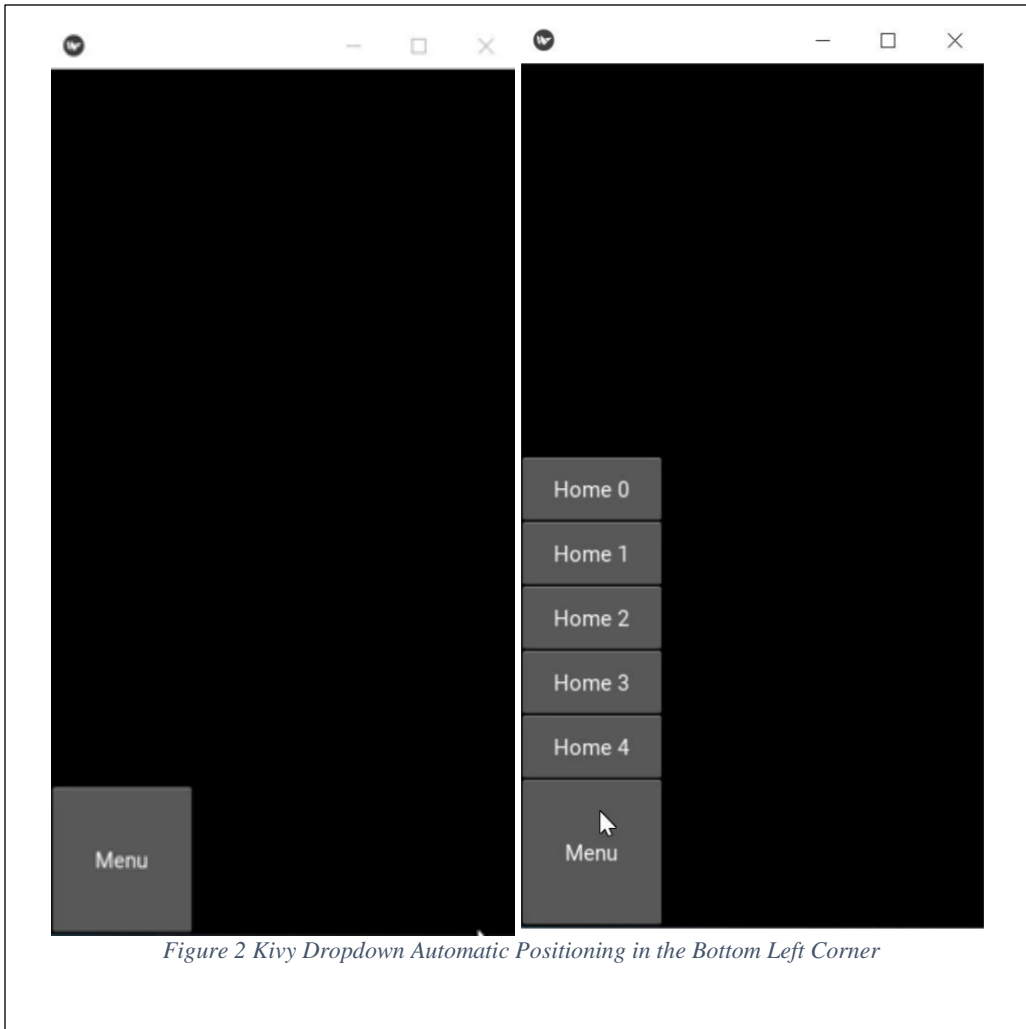 Menu
Home 0
Home 1
Home 2
Home 3
Home 4
Menu
Figure 2 Kivy Dropdown Automatic Positioning in the Bottom Left Corner